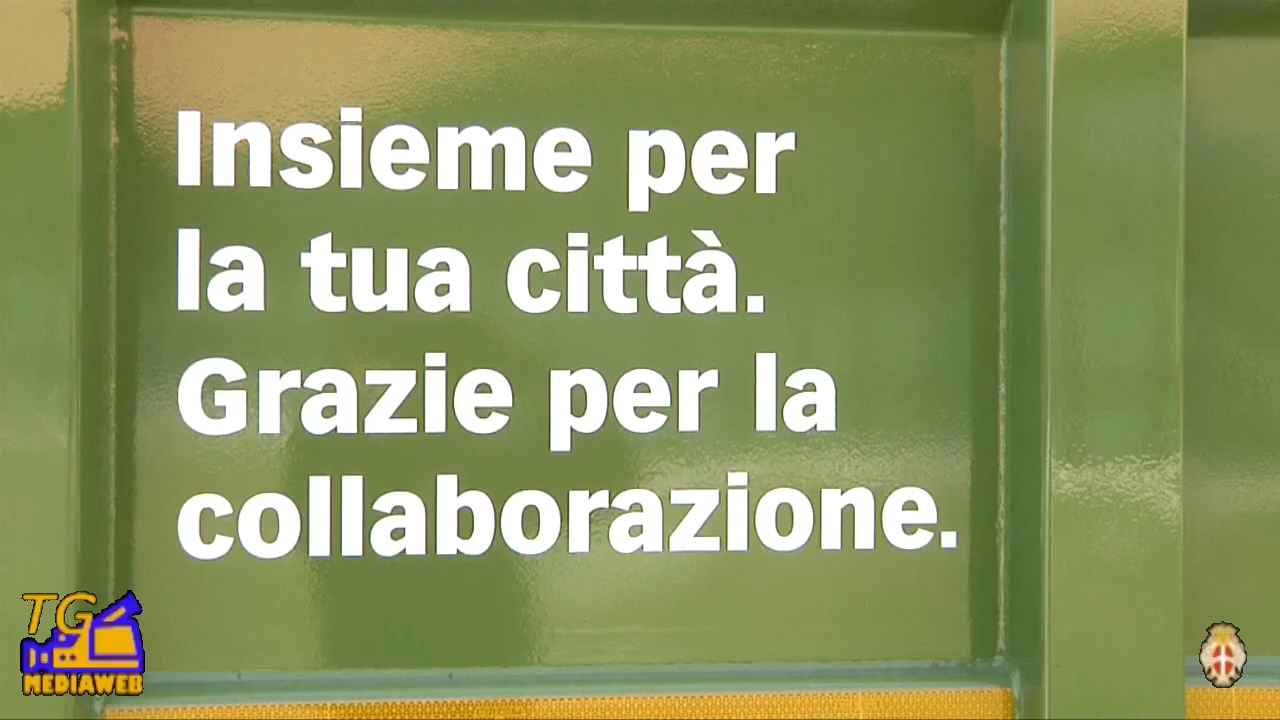 Insieme per
la tua città.
Grazie per la
collaborazione.
TG
MEDIAWEB